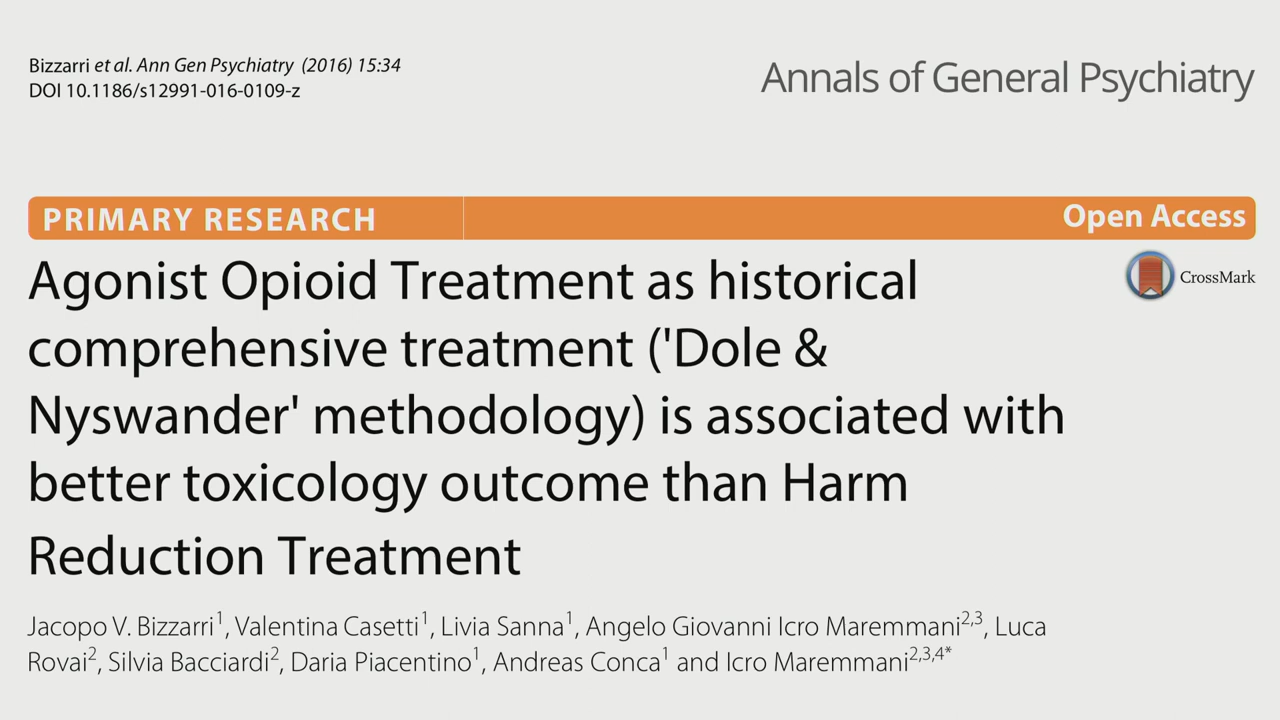 Bizzarri et al. Ann Gen Psychiatry (2016) 15:34
DOI 10.1186/s12991-016-0109-z
Annals of General Psychiatry
PRIMARY RESEARCH
Open Access
Agonist Opioid Treatment as historical
comprehensive treatment ('Dole &
Nyswander' methodology) is associated with
better toxicology outcome than Harm
Reduction Treatment
CrossMark
Jacopo V. Bizzarri1, Valentina Casetti1, Livia Sanna1, Angelo Giovanni Icro Maremmani2,3, Luca
Rovai2, Silvia Bacciardi2, Daria Piacentino1, Andreas Conca1 and Icro Maremmani2,3,4*